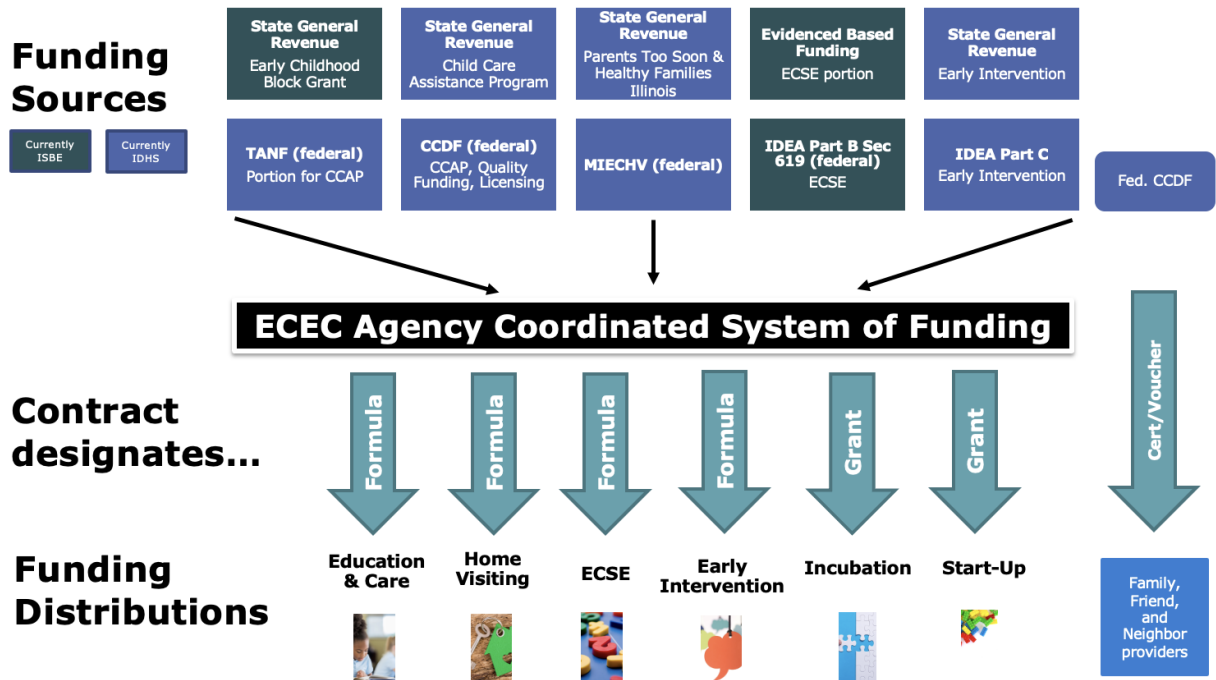 Funding
Sources
Currently
ISBE
Currently
IDHS
State General
Revenue
Early Childhood
Block Grant
State General
Revenue
Child Care
Assistance Program
State General
Revenue
Parents Too Soon &
Healthy Families
Illinois
Evidenced Based
Funding
ECSE portion
State General
Revenue
Early Intervention
TANF (federal)
Portion for CCAP
CCDF (federal)
CCAP, Quality
Funding, Licensing
MIECHV (federal)
IDEA Part B Sec
619 (federal)
ECSE
IDEA Part C
Early Intervention
Fed. CCDF
ECEC Agency Coordinated System of Funding
Contract
designates...
Formula
Formula
Formula
Formula
Grant
Grant
Cert/Voucher
Funding
Distributions
Education
& Care
Home
Visiting
ECSE
Early
Intervention
Incubation
Start-Up
Family,
Friend,
and
Neighbor
providers